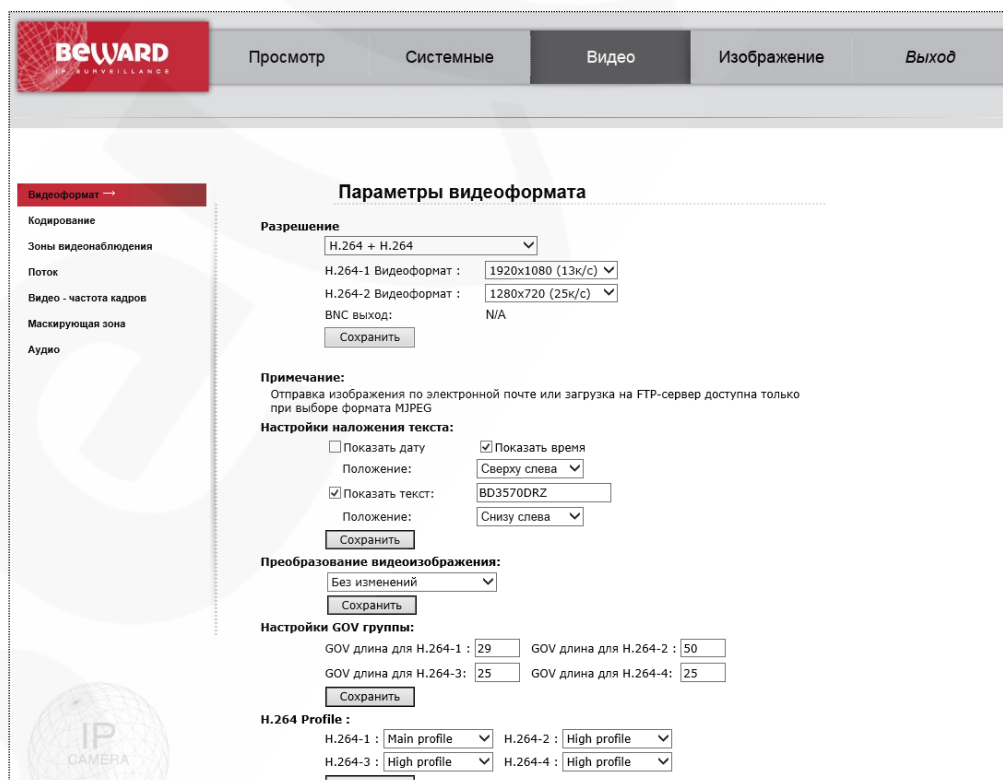 BEWARD
IP SURVEILLANCE
Просмотр Системные Видео Изображение Выход
Видеоформат →
Кодирование
Зоны видеонаблюдения
Поток
Видео - частота кадров
Маскирующая зона
Аудио
Параметры видеоформата
Разрешение
H.264 + H.264
H.264-1 Видеоформат : 1920x1080 (13к/с)
H.264-2 Видеоформат : 1280x720 (25к/с)
BNC выход: N/A
Сохранить
Примечание:
Отправка изображения по электронной почте или загрузка на FTP-сервер доступна только
при выборе формата MJPEG
Настройки наложения текста:
Показать дату Показать время
Положение: Сверху слева
Показать текст: BD3570DRZ
Положение: Снизу слева
Сохранить
Преобразование видеоизображения:
Без изменений
Сохранить
Настройки GOV группы:
GOV длина для H.264-1 : 29 GOV длина для H.264-2 : 50
GOV длина для H.264-3: 25 GOV длина для H.264-4: 25
Сохранить
H.264 Profile :
H.264-1 : Main profile H.264-2 : High profile
H.264-3 : High profile H.264-4 : High profile
IP
CAMERA